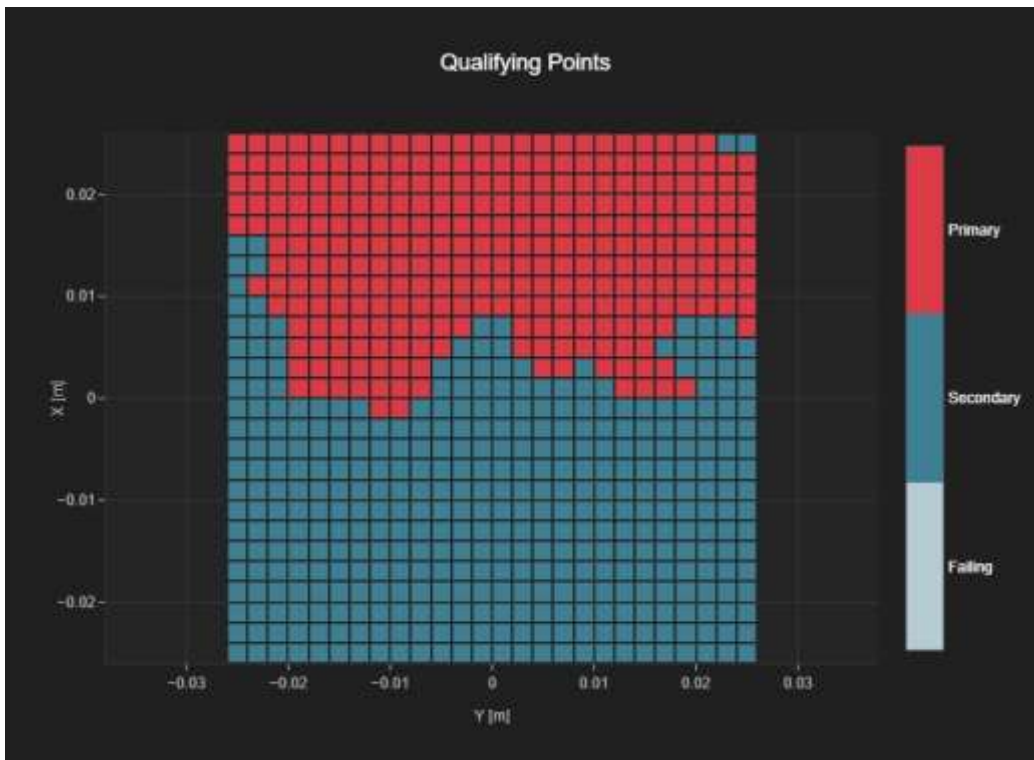 Qualifying Points
0.02
0.01
0
−0.01
−0.02
X [m]
−0.03
−0.02
−0.01
0
0.01
0.02
0.03
Y [m]
Primary
Secondary
Failing